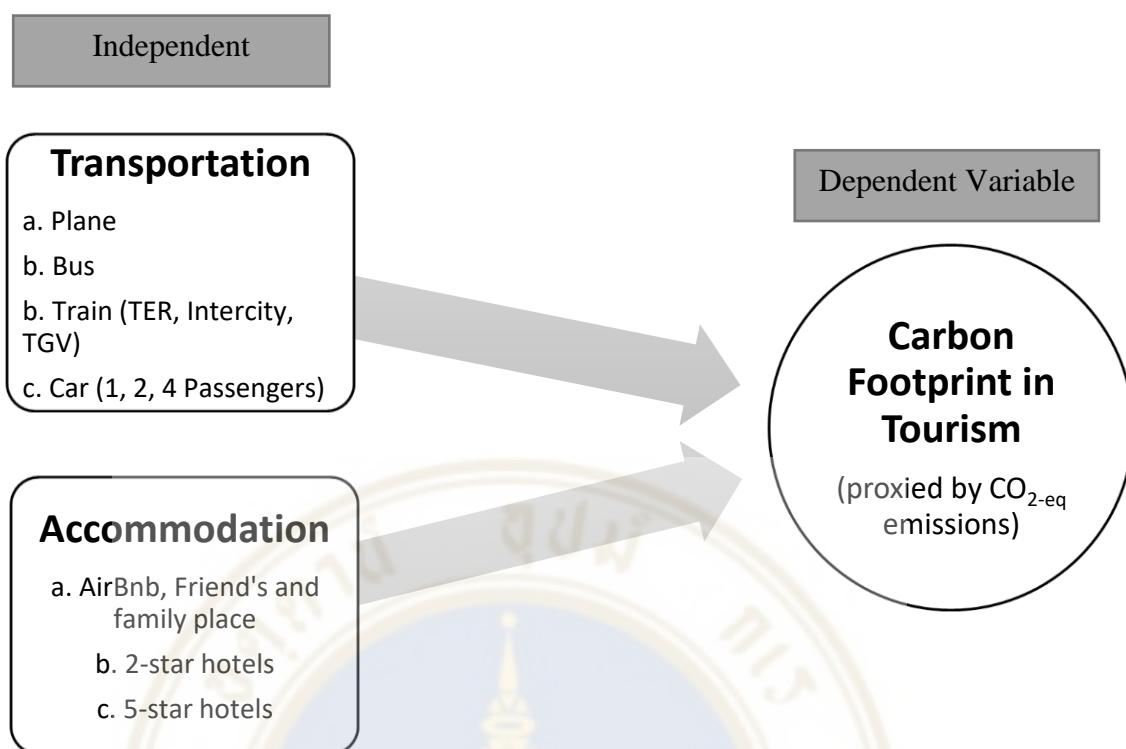 Independent
Transportation
a. Plane
b. Bus
b. Train (TER, Intercity,
TGV)
c. Car (1, 2, 4 Passengers)
Accommodation
a. AirBnb, Friend's and
family place
b. 2-star hotels
c. 5-star hotels
Dependent Variable
Carbon
Footprint in
Tourism
(proxied by CO2-eq
emissions)